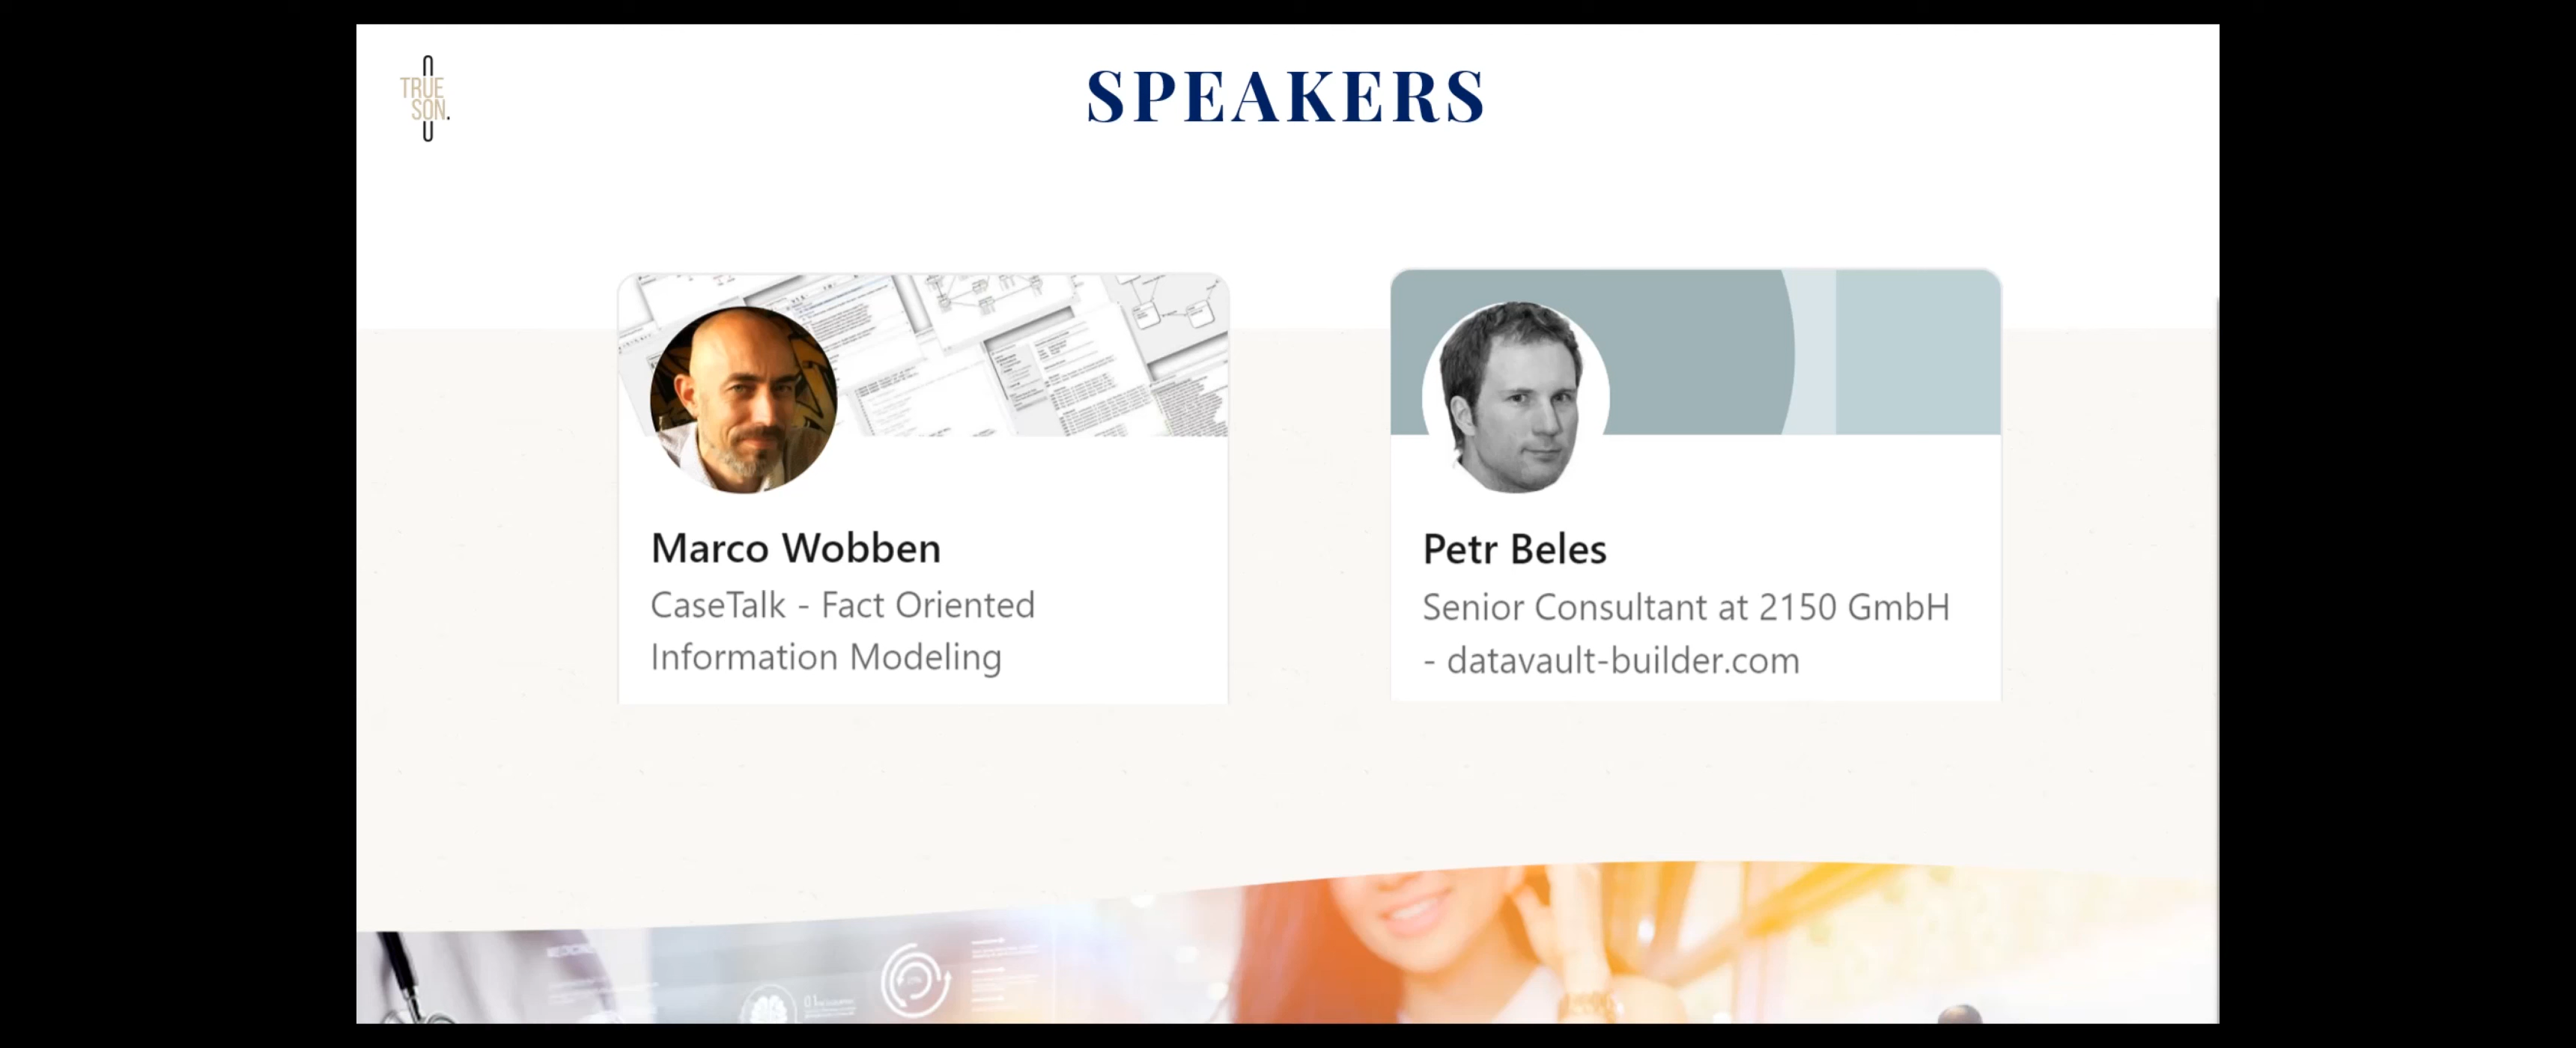 TRUE
SON.
SPEAKERS
Marco Wobben
CaseTalk - Fact Oriented
Information Modeling
Petr Beles
Senior Consultant at 2150 GmbH
- datavault-builder.com